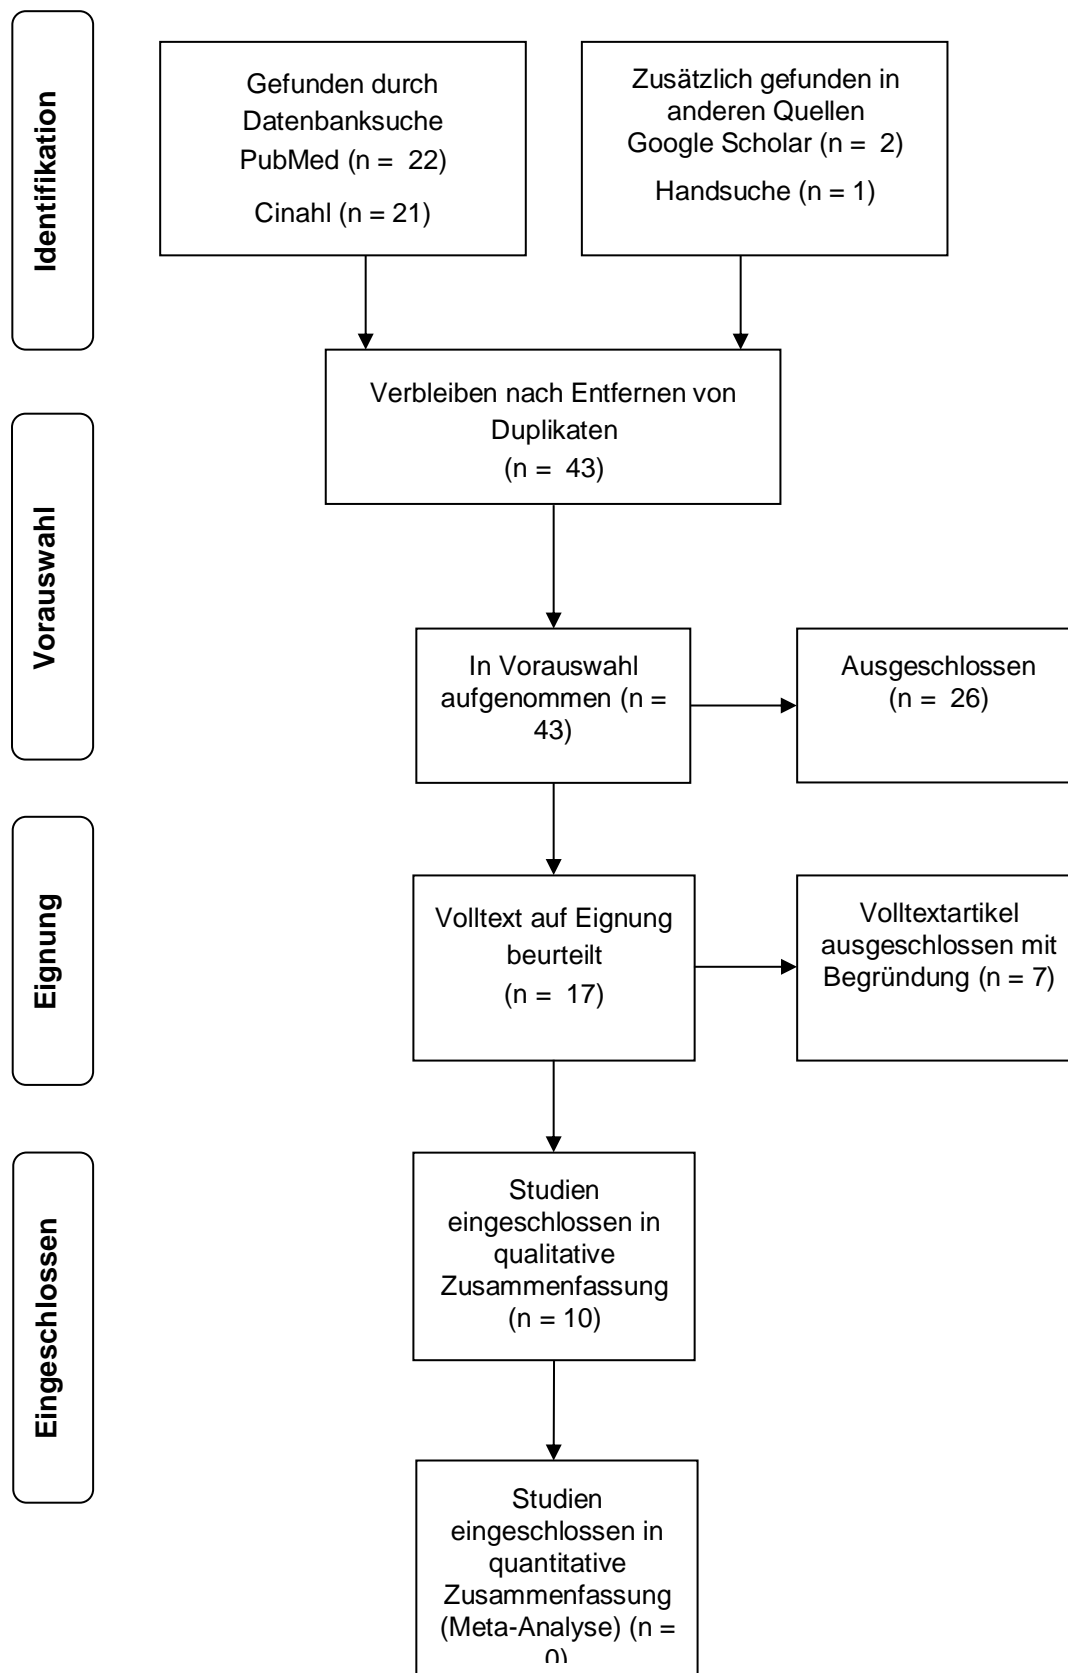 Identifikation
Gefunden durch
Datenbanksuche
PubMed (n =  22)
Cinahl (n = 21)
Zusätzlich gefunden in
anderen Quellen
Google Scholar (n =  2)
Handsuche (n = 1)
Verbleiben nach Entfernen von
Duplikaten
(n =  43)
Vorauswahl
In Vorauswahl
aufgenommen (n =
43)
Ausgeschlossen
(n =  26)
Eignung
Volltext auf Eignung
beurteilt
(n =  17)
Volltextartikel
ausgeschlossen mit
Begründung (n = 7)
Eingeschlossen
Studien
eingeschlossen in
qualitative
Zusammenfassung
(n = 10)
Studien
eingeschlossen in
quantitative
Zusammenfassung
(Meta-Analyse) (n =
0)